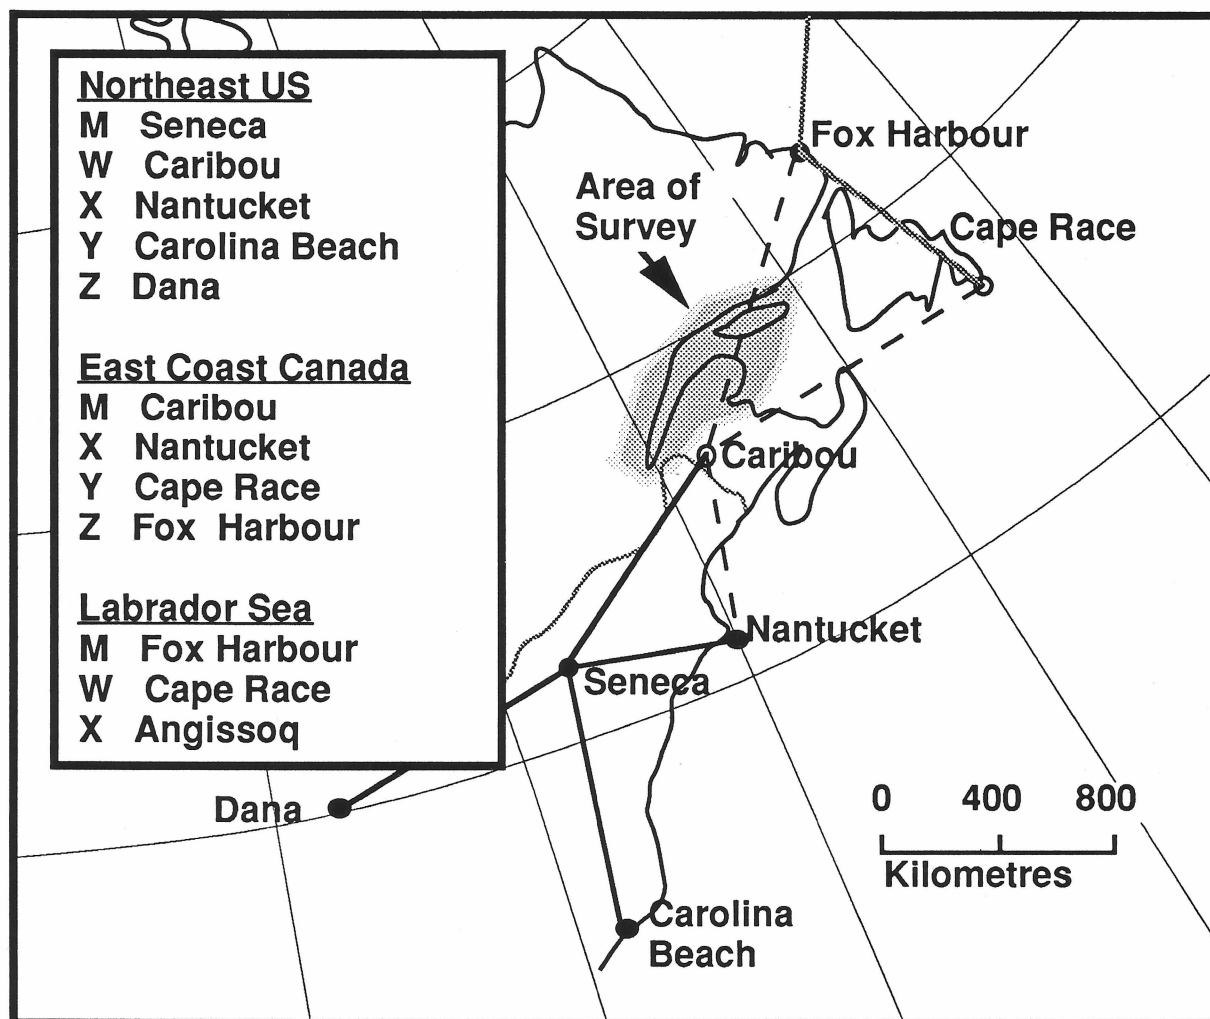 Northeast US
M Seneca
W Caribou
X Nantucket
Y Carolina Beach
Z Dana
East Coast Canada
M Caribou
X Nantucket
Y Cape Race
Z Fox Harbour
Labrador Sea
M Fox Harbour
W Cape Race
X Angissoq
Fox Harbour
Area of
Survey
Cape Race
Caribou
Nantucket
Seneca
Dana
0 400 800
Kilometres
Carolina
Beach